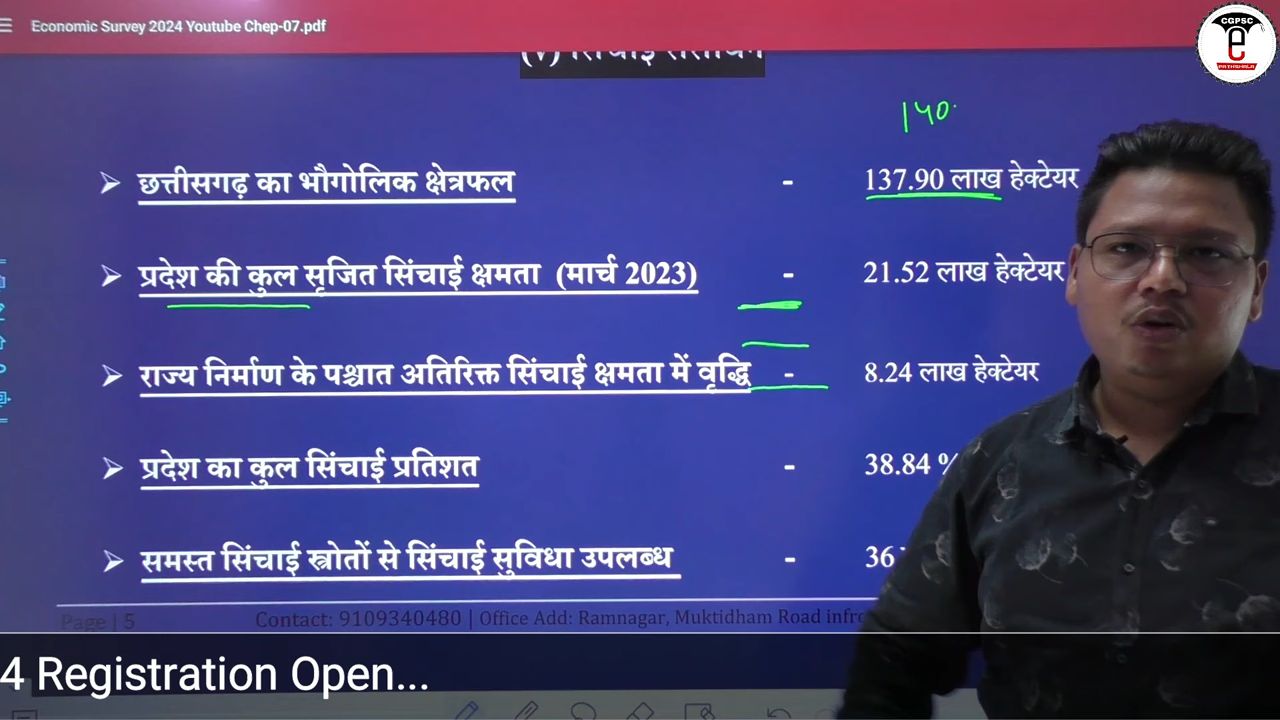 Economic Survey 2024 Youtube Chep-07.pdf
CGPSC
e
PATHSHALA
140
छत्तीसगढ़ का भौगोलिक क्षेत्रफल - 137.90 लाख हेक्टेयर
प्रदेश की कुल सृजित सिंचाई क्षमता (मार्च 2023) - 21.52 लाख हेक्टेयर
राज्य निर्माण के पश्चात अतिरिक्त सिंचाई क्षमता में वृद्धि - 8.24 लाख हेक्टेयर
प्रदेश का कुल सिंचाई प्रतिशत - 38.84 %
समस्त सिंचाई स्त्रोतों से सिंचाई सुविधा उपलब्ध - 36
Page | 5 Contact: 9109340480 | Office Add: Ramnagar, Muktidham Road
4 Registration Open...